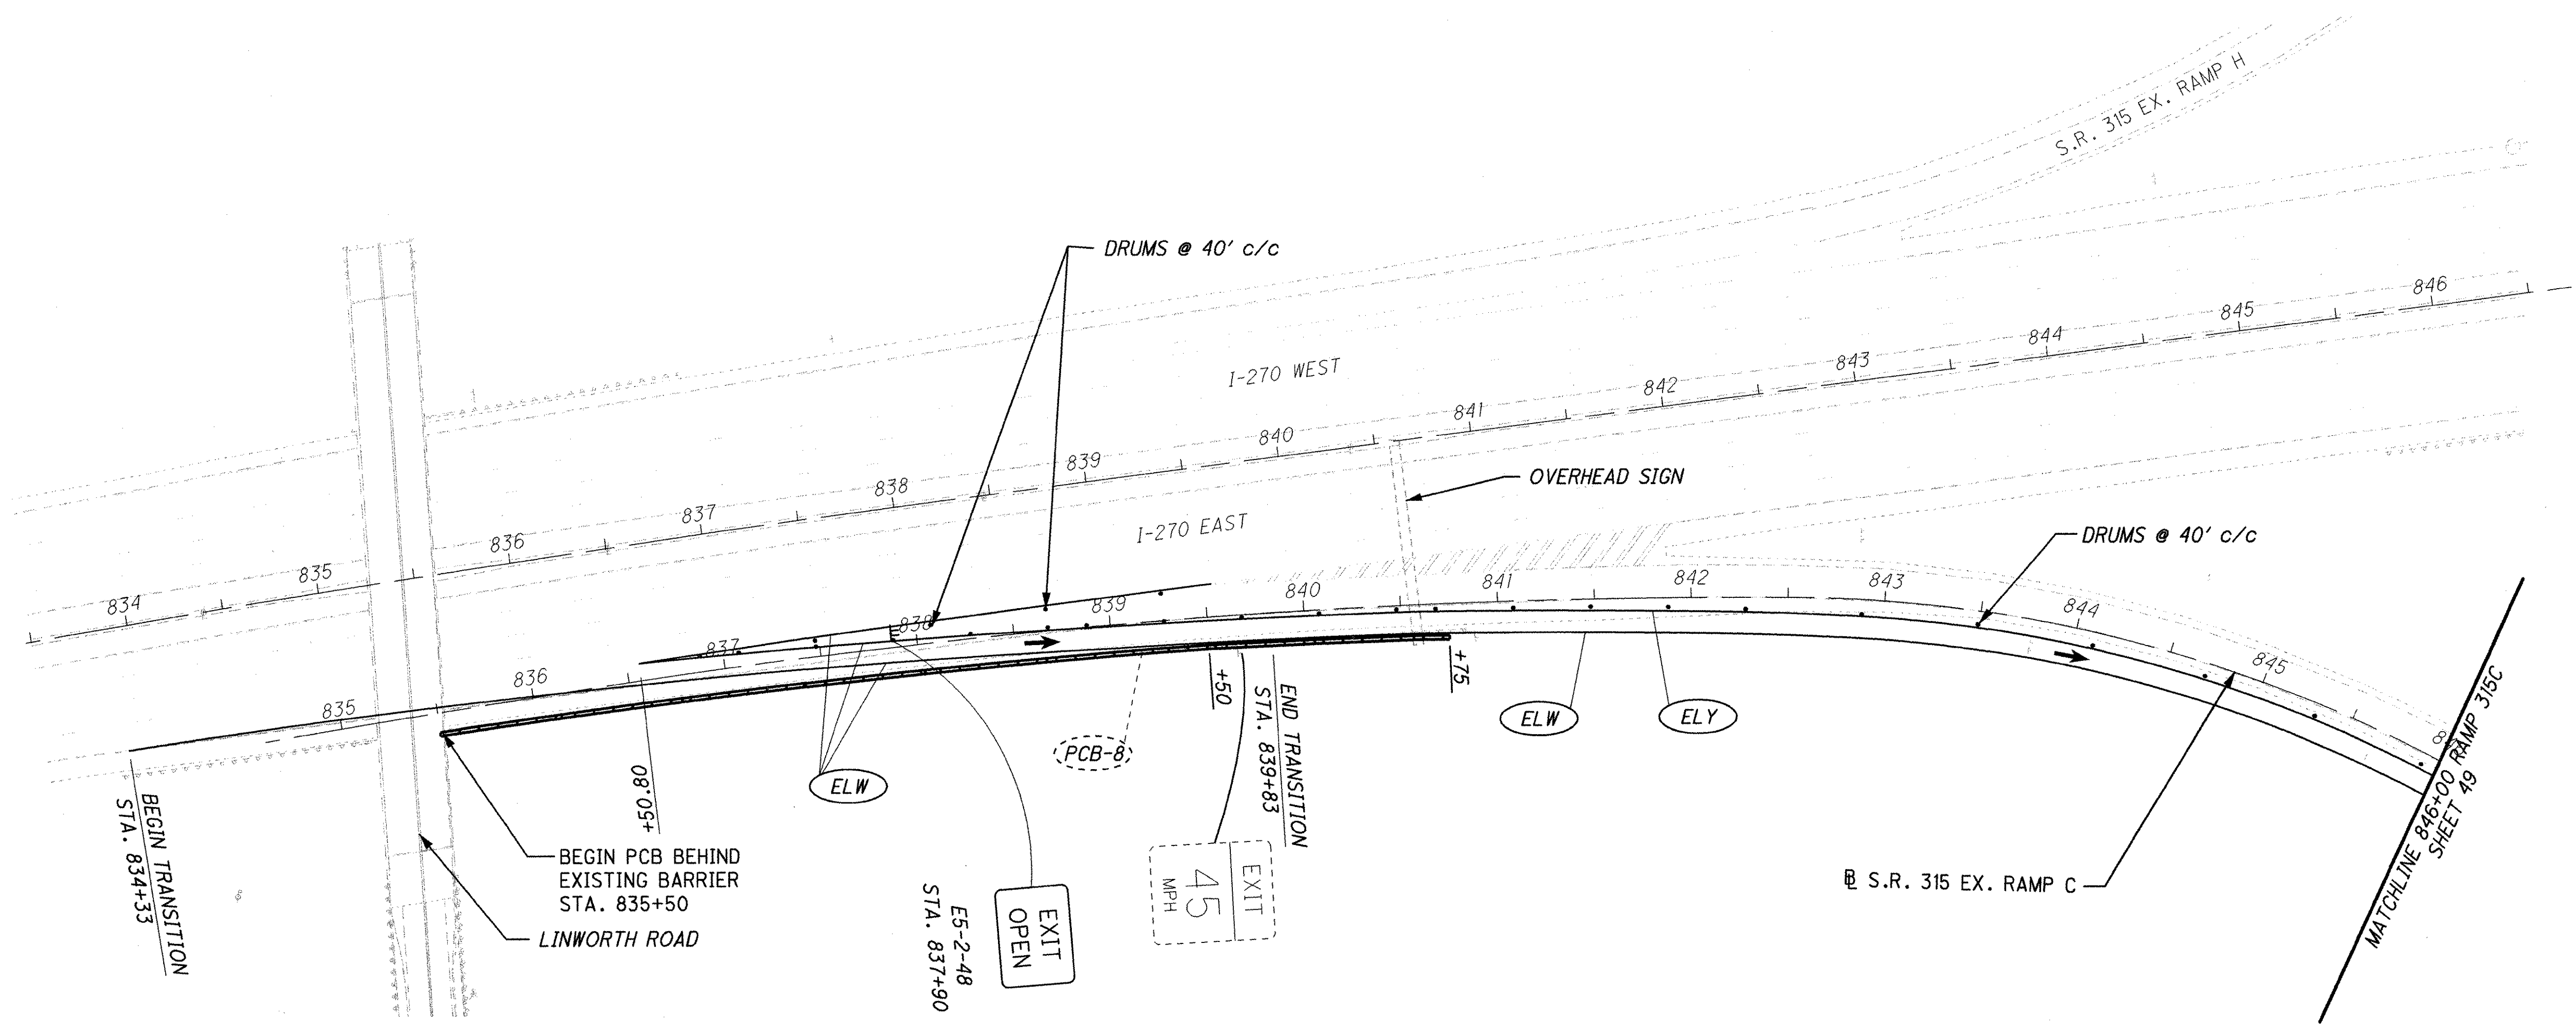 S.R. 315 EX. RAMP H
DRUMS @ 40' c/c
I-270 WEST
834
835
836
837
838
839
840
841
842
843
844
845
846
OVERHEAD SIGN
I-270 EAST
DRUMS @ 40' c/c
835
836
837
838
839
840
841
842
843
844
845
+50.80
ELW
PCB-8
+50
END TRANSITION
STA. 839+83
+75
ELW
ELY
BEGIN TRANSITION
STA. 834+33
BEGIN PCB BEHIND
EXISTING BARRIER
STA. 835+50
LINWORTH ROAD
E5-2-48
STA. 837+90
EXIT
OPEN
EXIT
45
MPH
℄ S.R. 315 EX. RAMP C
MATCHLINE 846+00 RAMP 315C
SHEET 49